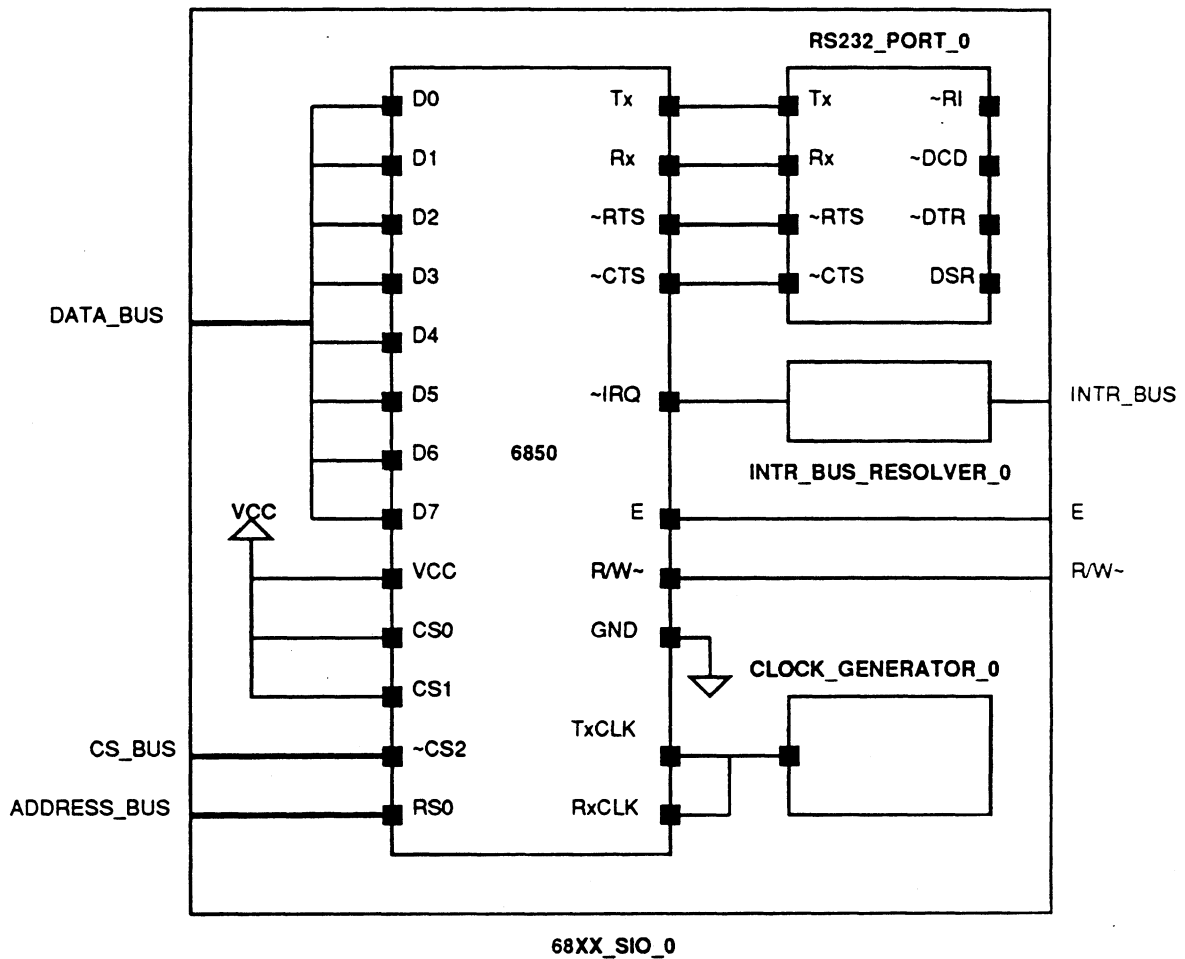 RS232_PORT_0
D0 Tx Tx ~RI
D1 Rx Rx ~DCD
D2 ~RTS ~RTS ~DTR
D3 ~CTS ~CTS DSR
DATA_BUS
D4
D5 ~IRQ INTR_BUS
D6 6850
INTR_BUS_RESOLVER_0
VCC D7 E E
VCC R/W~ R/W~
CS0 GND
CLOCK_GENERATOR_0
CS1
TxCLK
CS_BUS ~CS2
ADDRESS_BUS RS0 RxCLK
68XX_SIO_0